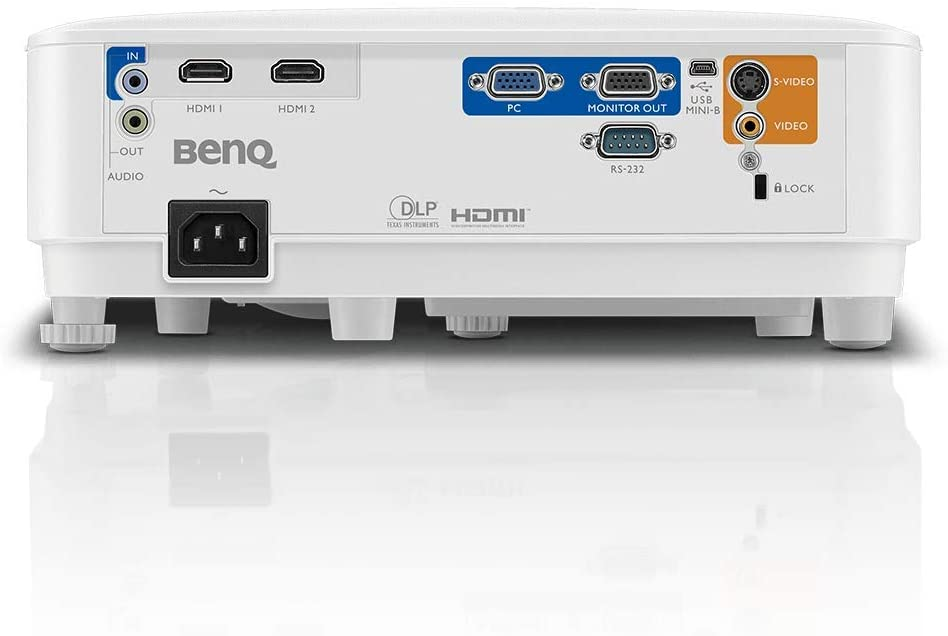 IN
HDMI 1
HDMI 2
OUT
AUDIO
BenQ
DLP
TEXAS INSTRUMENTS
HDMI
PC
MONITOR OUT
USB
MINI-B
RS-232
S-VIDEO
VIDEO
LOCK